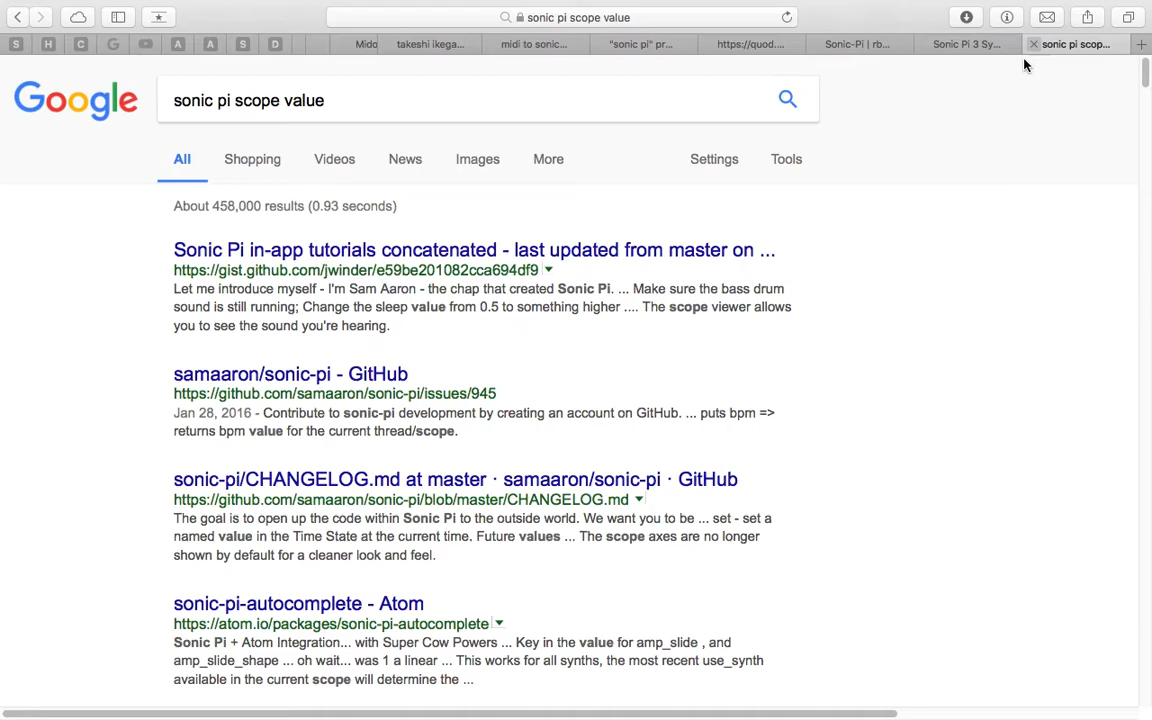 sonic pi scope value
S H C G A A S D
Mido takeshi ikega... midi to sonic... "sonic pi" pr... https://quod.... Sonic-Pi | rb... Sonic Pi 3 Sy... sonic pi scop...
Google sonic pi scope value
All Shopping Videos News Images More Settings Tools
About 458,000 results (0.93 seconds)
Sonic Pi in-app tutorials concatenated - last updated from master on ...
https://gist.github.com/jwinder/e59be201082cca694df9
Let me introduce myself - I'm Sam Aaron - the chap that created Sonic Pi. ... Make sure the bass drum
sound is still running; Change the sleep value from 0.5 to something higher .... The scope viewer allows
you to see the sound you're hearing.
samaaron/sonic-pi - GitHub
https://github.com/samaaron/sonic-pi/issues/945
Jan 28, 2016 - Contribute to sonic-pi development by creating an account on GitHub. ... puts bpm =>
returns bpm value for the current thread/scope.
sonic-pi/CHANGELOG.md at master · samaaron/sonic-pi · GitHub
https://github.com/samaaron/sonic-pi/blob/master/CHANGELOG.md
The goal is to open up the code within Sonic Pi to the outside world. We want you to be ... set - set a
named value in the Time State at the current time. Future values ... The scope axes are no longer
shown by default for a cleaner look and feel.
sonic-pi-autocomplete - Atom
https://atom.io/packages/sonic-pi-autocomplete
Sonic Pi + Atom Integration... with Super Cow Powers ... Key in the value for amp_slide , and
amp_slide_shape ... oh wait... was 1 a linear ... This works for all synths, the most recent use_synth
available in the current scope will determine the ...